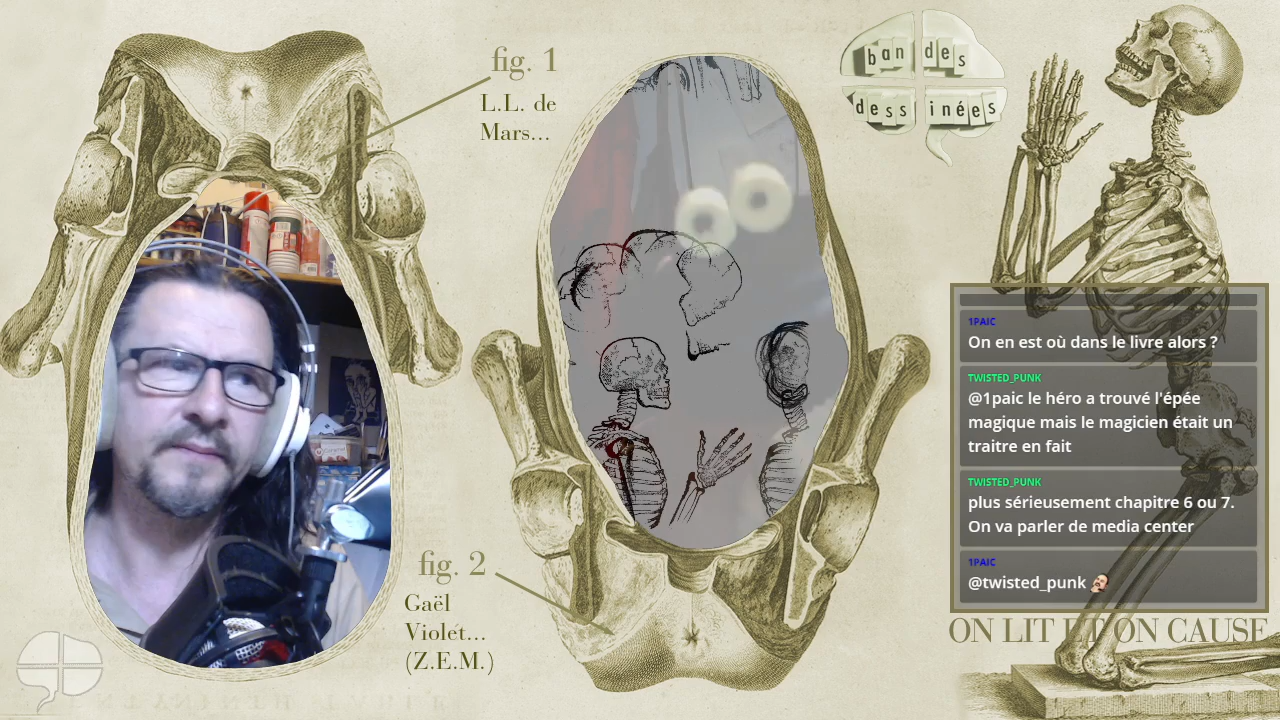 fig. 1
L.L. de
Mars...
ban des
dess inées
1PAIC
On en est où dans le livre alors ?
TWISTED_PUNK
@1paic le héro a trouvé l'épée
magique mais le magicien était un
traitre en fait
TWISTED_PUNK
plus sérieusement chapitre 6 ou 7.
On va parler de media center
1PAIC
@twisted_punk
fig. 2
Gaël
Violet...
(Z.E.M.)
ON LIT ET ON CAUSE